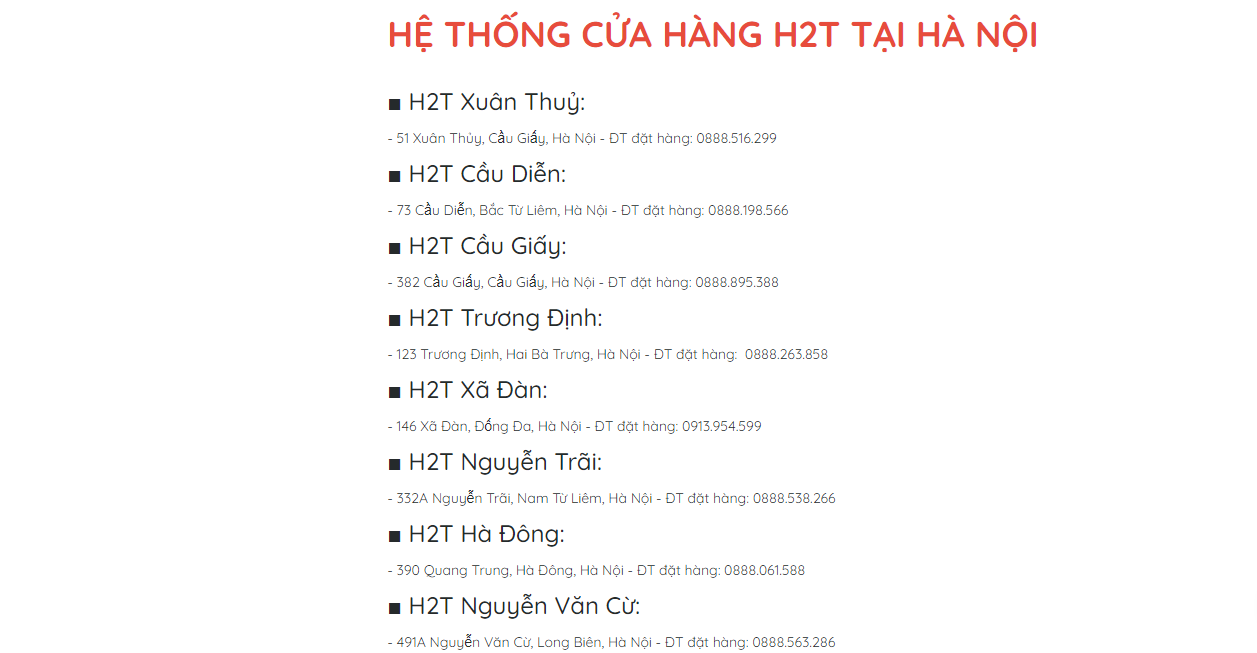 HỆ THỐNG CỬA HÀNG H2T TẠI HÀ NỘI
■ H2T Xuân Thuỷ:
- 51 Xuân Thủy, Cầu Giấy, Hà Nội - ĐT đặt hàng: 0888.516.299
■ H2T Cầu Diễn:
- 73 Cầu Diễn, Bắc Từ Liêm, Hà Nội - ĐT đặt hàng: 0888.198.566
■ H2T Cầu Giấy:
- 382 Cầu Giấy, Cầu Giấy, Hà Nội - ĐT đặt hàng: 0888.895.388
■ H2T Trương Định:
- 123 Trương Định, Hai Bà Trưng, Hà Nội - ĐT đặt hàng: 0888.263.858
■ H2T Xã Đàn:
- 146 Xã Đàn, Đống Đa, Hà Nội - ĐT đặt hàng: 0913.954.599
■ H2T Nguyễn Trãi:
- 332A Nguyễn Trãi, Nam Từ Liêm, Hà Nội - ĐT đặt hàng: 0888.538.266
■ H2T Hà Đông:
- 390 Quang Trung, Hà Đông, Hà Nội - ĐT đặt hàng: 0888.061.588
■ H2T Nguyễn Văn Cừ:
- 491A Nguyễn Văn Cừ, Long Biên, Hà Nội - ĐT đặt hàng: 0888.563.286